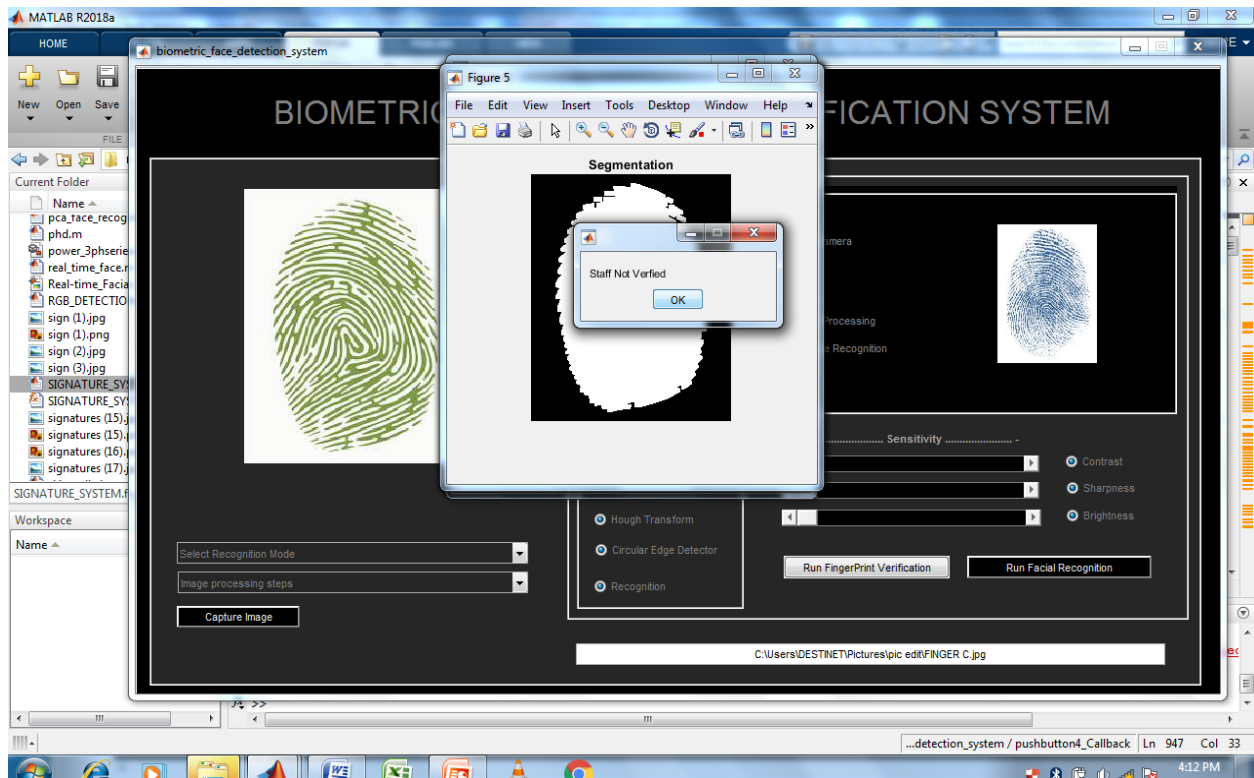 MATLAB R2018a
HOME
biometric_face_detection_system
Figure 5
File Edit View Insert Tools Desktop Window Help
New Open Save
FILE
BIOMETRIC
FICATION SYSTEM
Segmentation
Staff Not Verfied
OK
Current Folder
Name
pca_face_recog
phd.m
power_3phserie
real_time_face.r
Real-time_Facia
RGB_DETECTIO
sign (1).jpg
sign (1).png
sign (2).jpg
sign (3).jpg
SIGNATURE_SYS
SIGNATURE_SYS
signatures (15).j
signatures (15).p
signatures (16).p
signatures (17).j
SIGNATURE_SYSTEM.f
Workspace
Name
amera
Processing
e Recognition
Sensitivity
Contrast
Sharpness
Brightness
Hough Transform
Circular Edge Detector
Recognition
Select Recognition Mode
Image processing steps
Capture Image
Run FingerPrint Verification
Run Facial Recognition
C:\Users\DESTINET\Pictures\pic edit\FINGER C.jpg
>>
...detection_system / pushbutton4_Callback Ln 947 Col 33
4:12 PM